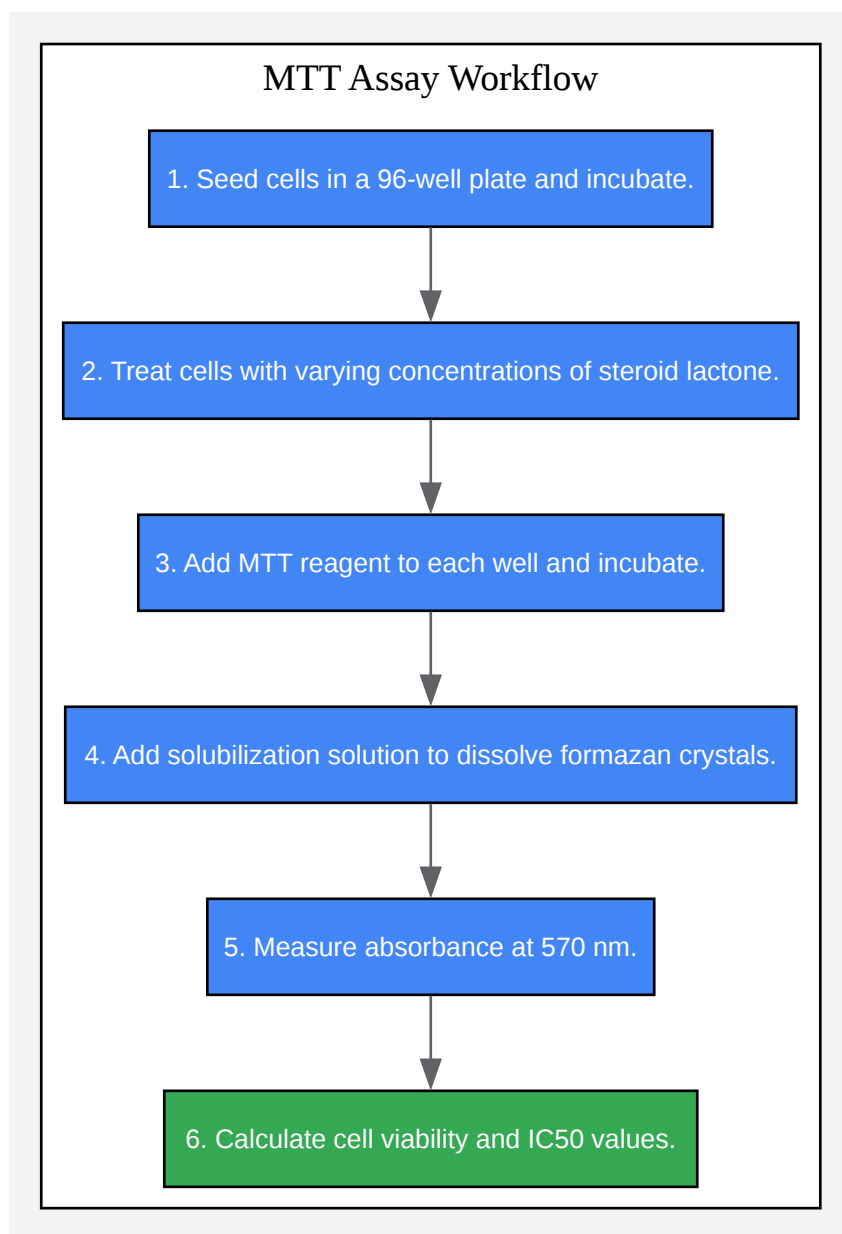 MTT Assay Workflow
1. Seed cells in a 96-well plate and incubate.
2. Treat cells with varying concentrations of steroid lactone.
3. Add MTT reagent to each well and incubate.
4. Add solubilization solution to dissolve formazan crystals.
5. Measure absorbance at 570 nm.
6. Calculate cell viability and IC50 values.